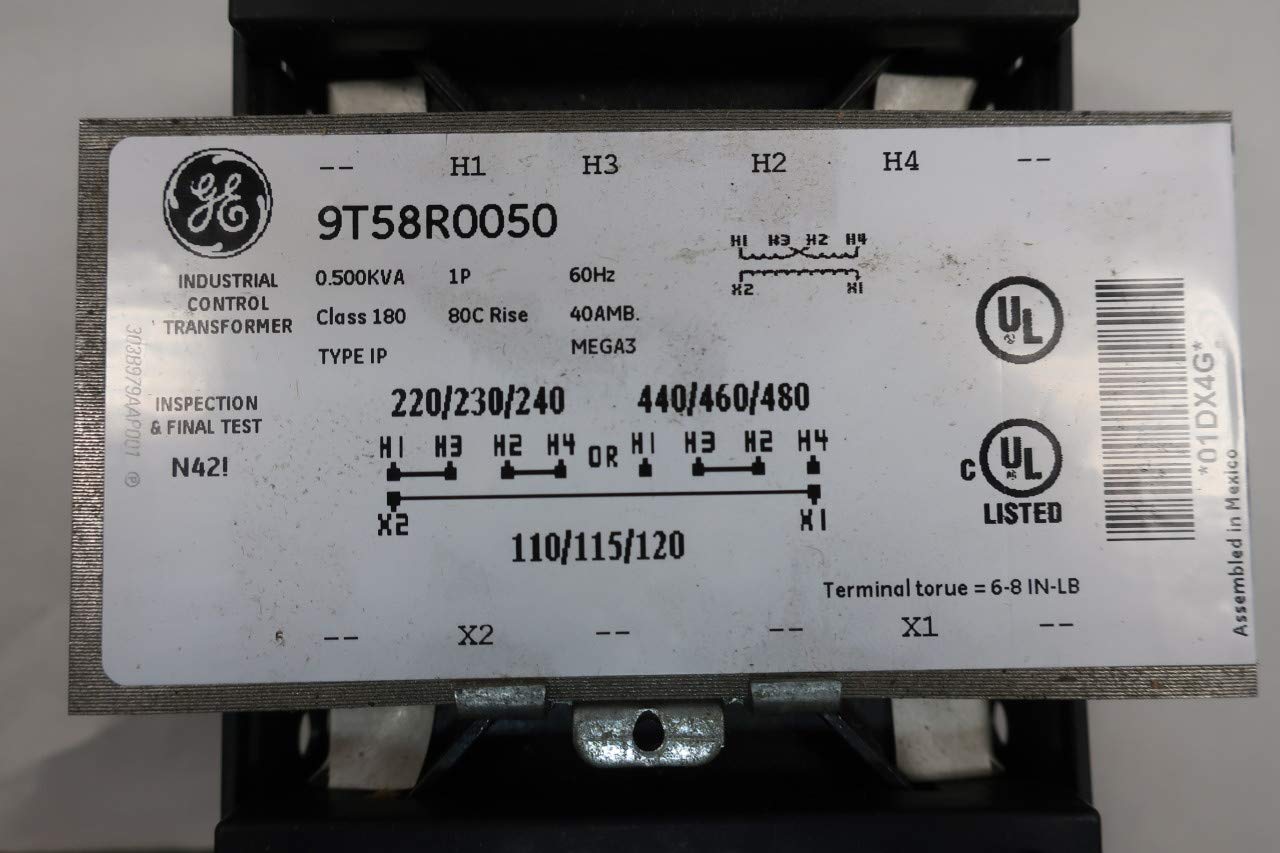 -- H1 H3 H2 H4 --
GE
9T58R0050
H1 H3 H2 H4
X2 X1
INDUSTRIAL
CONTROL
TRANSFORMER
0.500KVA 1P 60Hz
Class 180 80C Rise 40AMB.
TYPE IP MEGA3
UL
INSPECTION
& FINAL TEST
N42!
220/230/240 440/460/480
H1 H3 H2 H4 OR H1 H3 H2 H4
X2 X1
110/115/120
C UL
LISTED
*01DX4G*
Assembled in Mexico
Terminal torue = 6-8 IN-LB
-- X2 -- -- X1 --